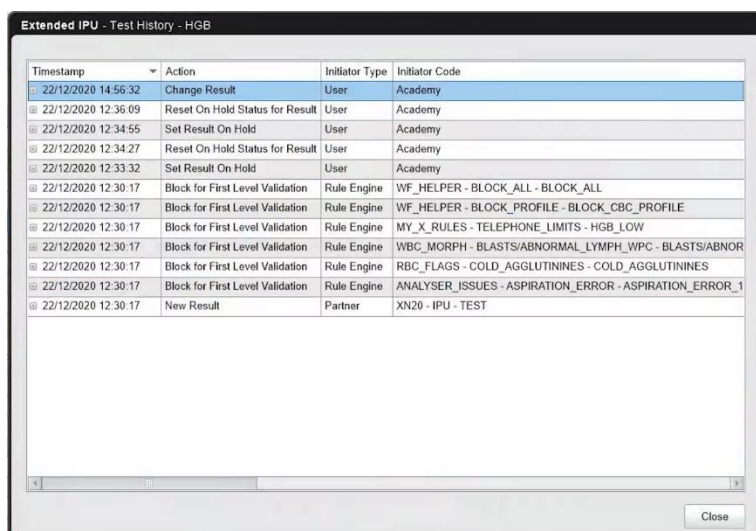 Extended IPU - Test History - HGB
Timestamp Action Initiator Type Initiator Code
22/12/2020 14:56:32 Change Result User Academy
22/12/2020 12:36:09 Reset On Hold Status for Result User Academy
22/12/2020 12:34:55 Set Result On Hold User Academy
22/12/2020 12:34:27 Reset On Hold Status for Result User Academy
22/12/2020 12:33:32 Set Result On Hold User Academy
22/12/2020 12:30:17 Block for First Level Validation Rule Engine WF_HELPER - BLOCK_ALL - BLOCK_ALL
22/12/2020 12:30:17 Block for First Level Validation Rule Engine WF_HELPER - BLOCK_PROFILE - BLOCK_CBC_PROFILE
22/12/2020 12:30:17 Block for First Level Validation Rule Engine MY_X_RULES - TELEPHONE_LIMITS - HGB_LOW
22/12/2020 12:30:17 Block for First Level Validation Rule Engine WBC_MORPH - BLASTS/ABNORMAL_LYMPH_WPC - BLASTS/ABNOR
22/12/2020 12:30:17 Block for First Level Validation Rule Engine RBC_FLAGS - COLD_AGGLUTININES - COLD_AGGLUTININES
22/12/2020 12:30:17 Block for First Level Validation Rule Engine ANALYSER_ISSUES - ASPIRATION_ERROR - ASPIRATION_ERROR_1
22/12/2020 12:30:17 New Result Partner XN20 - IPU - TEST
Close